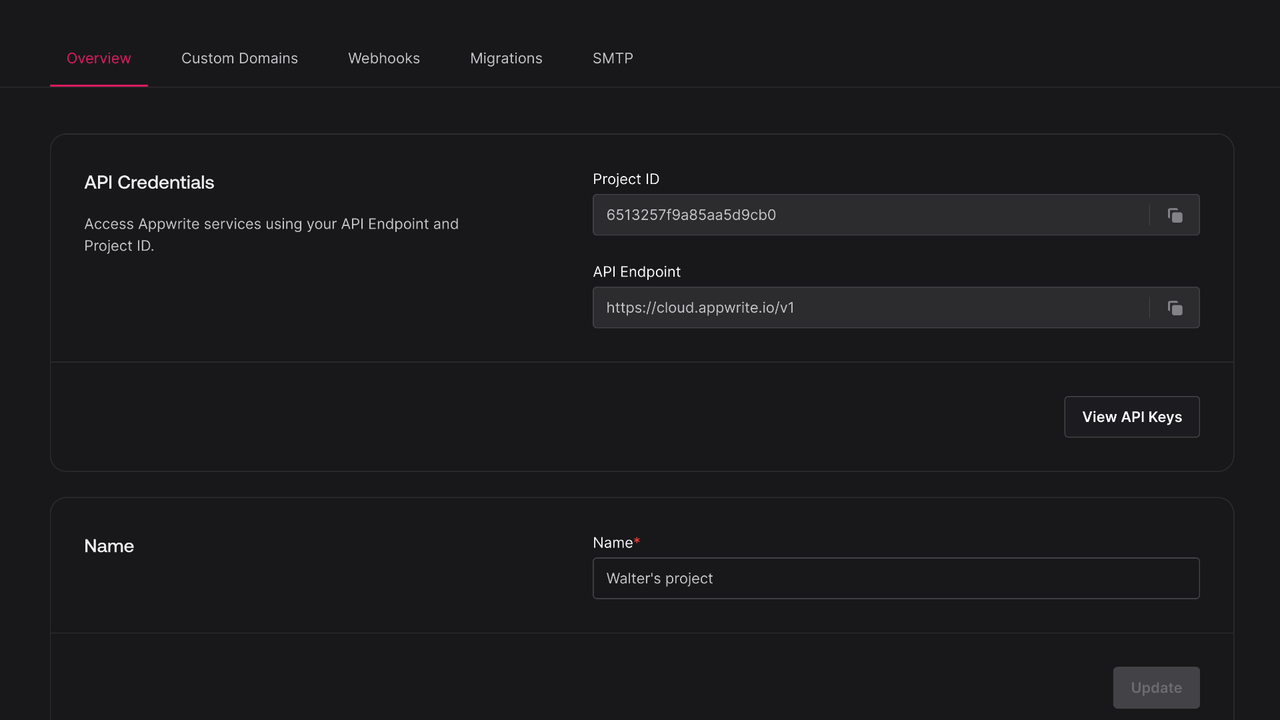 Overview Custom Domains Webhooks Migrations SMTP
API Credentials
Access Appwrite services using your API Endpoint and
Project ID.
Project ID
6513257f9a85aa5d9cb0
API Endpoint
https://cloud.appwrite.io/v1
View API Keys
Name
Name*
Walter's project
Update